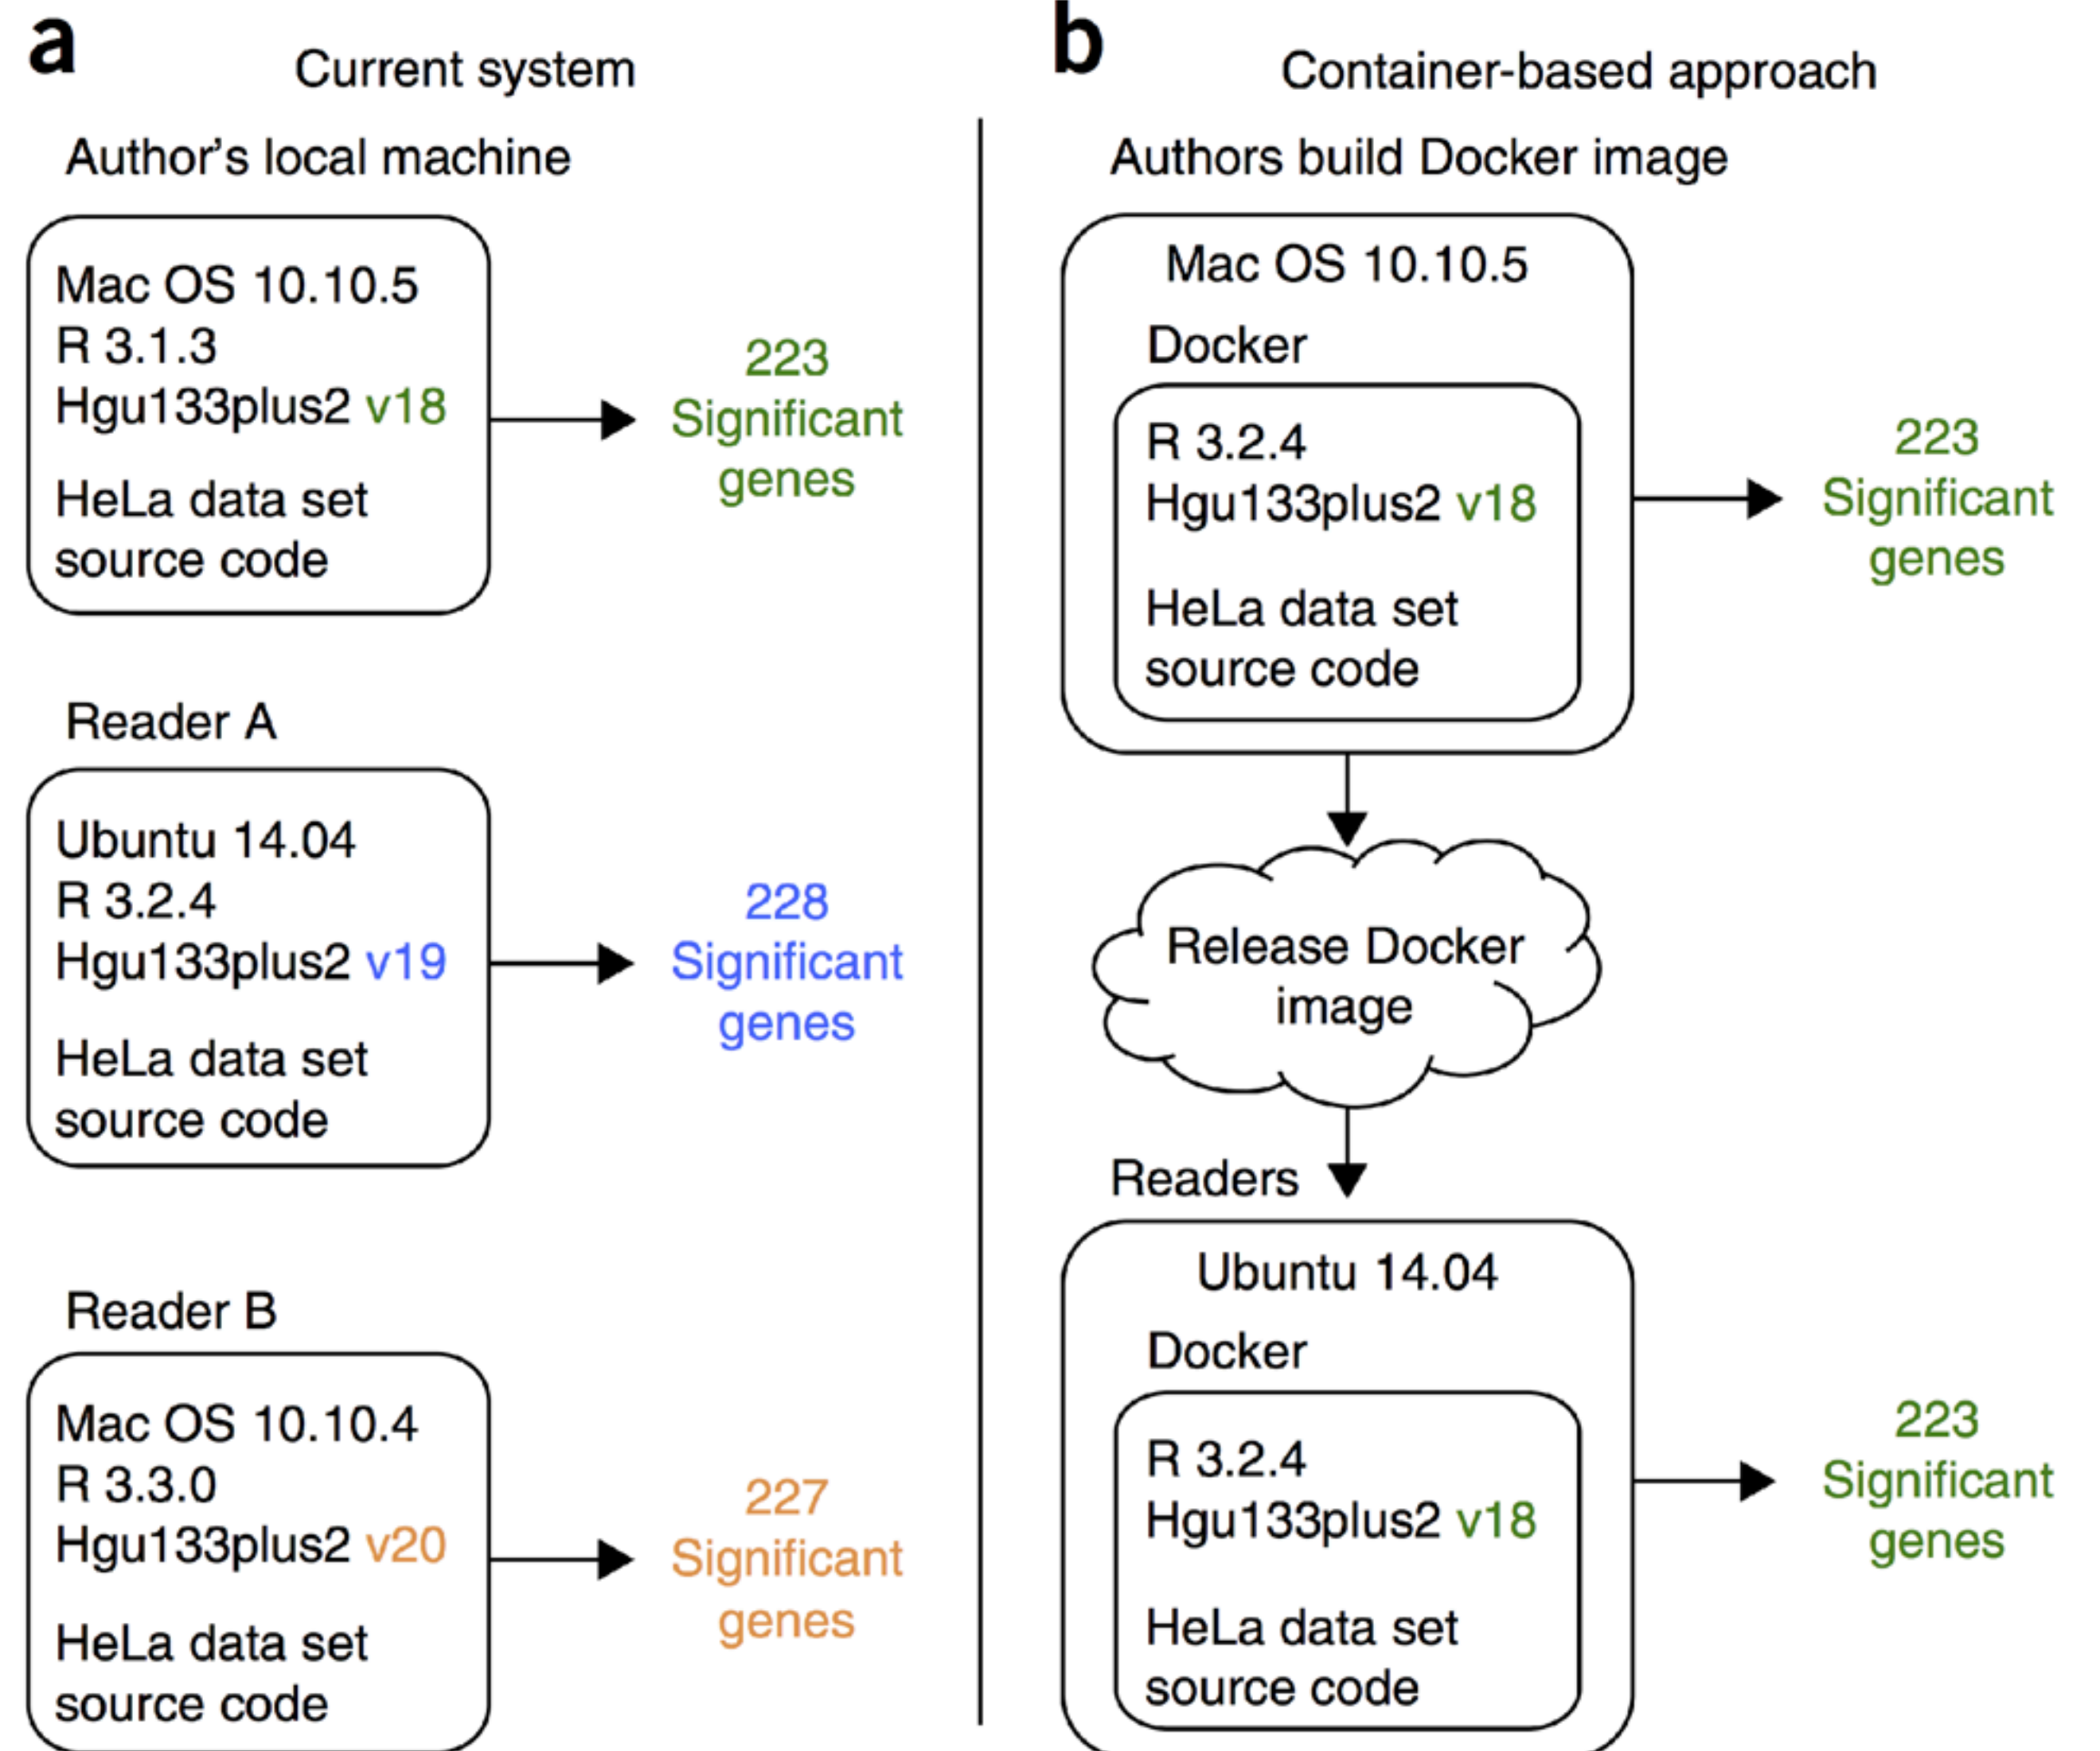 a
Current system
Author's local machine
Mac OS 10.10.5
R 3.1.3
Hgu133plus2 v18
HeLa data set
source code
223
Significant
genes
Reader A
Ubuntu 14.04
R 3.2.4
Hgu133plus2 v19
HeLa data set
source code
228
Significant
genes
Reader B
Mac OS 10.10.4
R 3.3.0
Hgu133plus2 v20
HeLa data set
source code
227
Significant
genes
b
Container-based approach
Authors build Docker image
Mac OS 10.10.5
Docker
R 3.2.4
Hgu133plus2 v18
HeLa data set
source code
223
Significant
genes
Release Docker
image
Readers
Ubuntu 14.04
Docker
R 3.2.4
Hgu133plus2 v18
HeLa data set
source code
223
Significant
genes